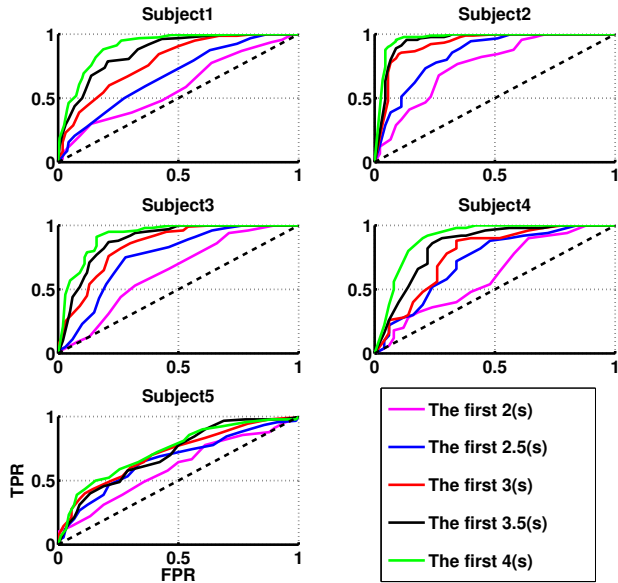 Subject1
Subject2
1
0.5
0
0
0.5
1
1
0.5
0
0
0.5
1
Subject3
Subject4
1
0.5
0
0
0.5
1
1
0.5
0
0
0.5
1
Subject5
TPR
1
0.5
0
0
0.5
1
FPR
The first 2(s)
The first 2.5(s)
The first 3(s)
The first 3.5(s)
The first 4(s)